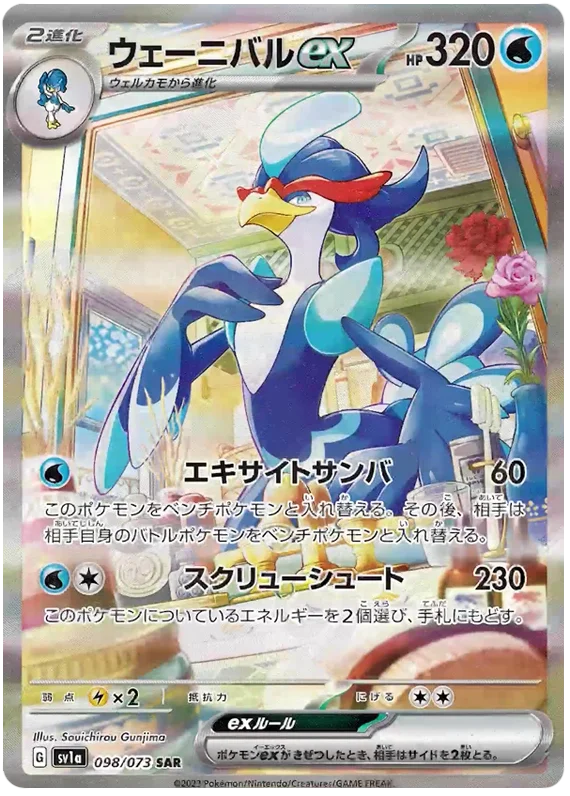 2進化
ウェーニバルex
HP320
ウェルカモから進化
エキサイトサンバ 60
このポケモンをベンチポケモンと入れ替える。その後、相手は
相手自身のバトルポケモンをベンチポケモンと入れ替える。
スクリューシュート 230
このポケモンについているエネルギーを2個選び、手札にもどす。
弱点 ×2 抵抗力 にげる
exルール
ポケモンexがきぜつしたとき、相手はサイドを2枚とる。
Illus. Souichirou Gunjima
G sv1a 098/073 SAR
©2023 Pokémon/Nintendo/Creatures/GAME FREAK